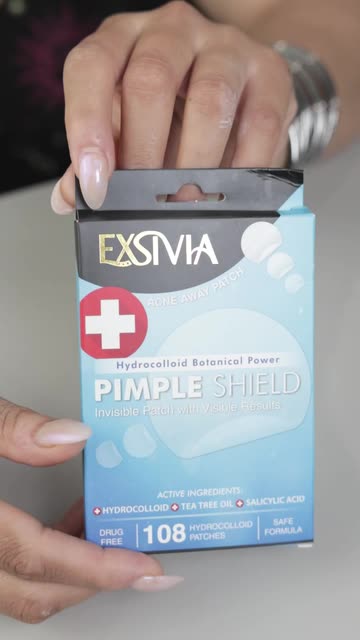 EXSIVIA
ACNE AWAY PATCH
Hydrocolloid Botanical Power
PIMPLE SHIELD
Invisible Patch with Visible Results
ACTIVE INGREDIENTS:
HYDROCOLLOID TEA TREE OIL SALICYLIC ACID
DRUG FREE
108 HYDROCOLLOID PATCHES
SAFE FORMULA